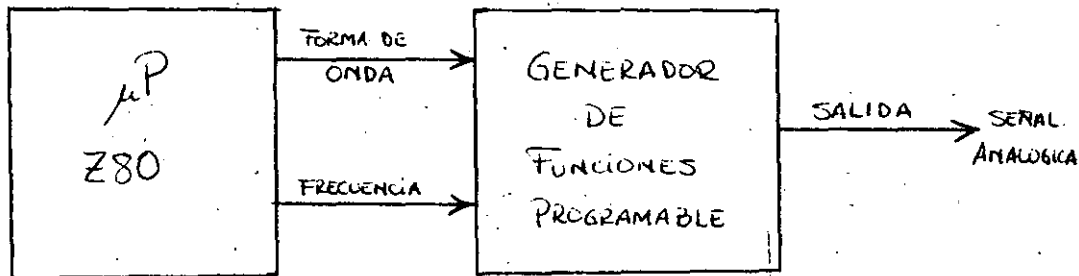 μP
Z80
FORMA DE
ONDA
FRECUENCIA
GENERADOR
DE
FUNCIONES
PROGRAMABLE
SALIDA
SEÑAL
ANALOGICA